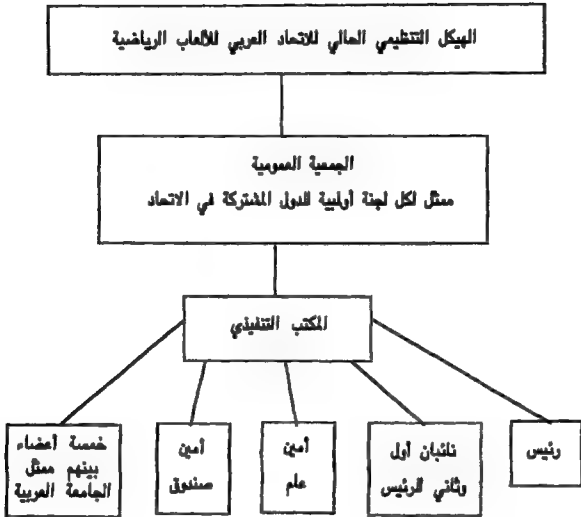 الهيكل التنظيمي الحالي للاتحاد العربي للألعاب الرياضية
الجمعية العمومية
ممثل لكل لجنة أولمبية للدول المشتركة في الاتحاد
المكتب التنفيذي
رئيس
نائبان أول
وثاني الرئيس
أمين
عام
أمين
صندوق
خمسة أعضاء
بينهم ممثل
الجامعة العربية